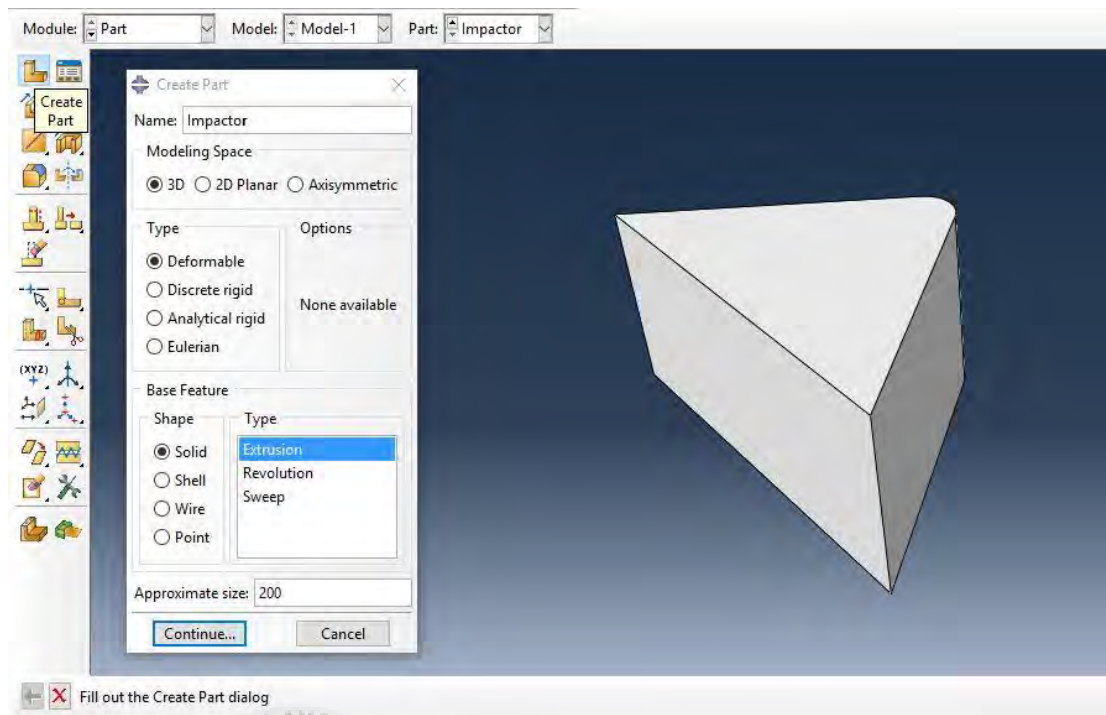 Module: Part Model: Model-1 Part: Impactor
Create Part
Create
Part
Name: Impactor
Modeling Space
3D 2D Planar Axisymmetric
Type Options
Deformable
Discrete rigid
None available
Analytical rigid
Eulerian
Base Feature
Shape Type
Solid Extrusion
Shell Revolution
Wire Sweep
Point
(XYZ)
Approximate size: 200
Continue... Cancel
Fill out the Create Part dialog